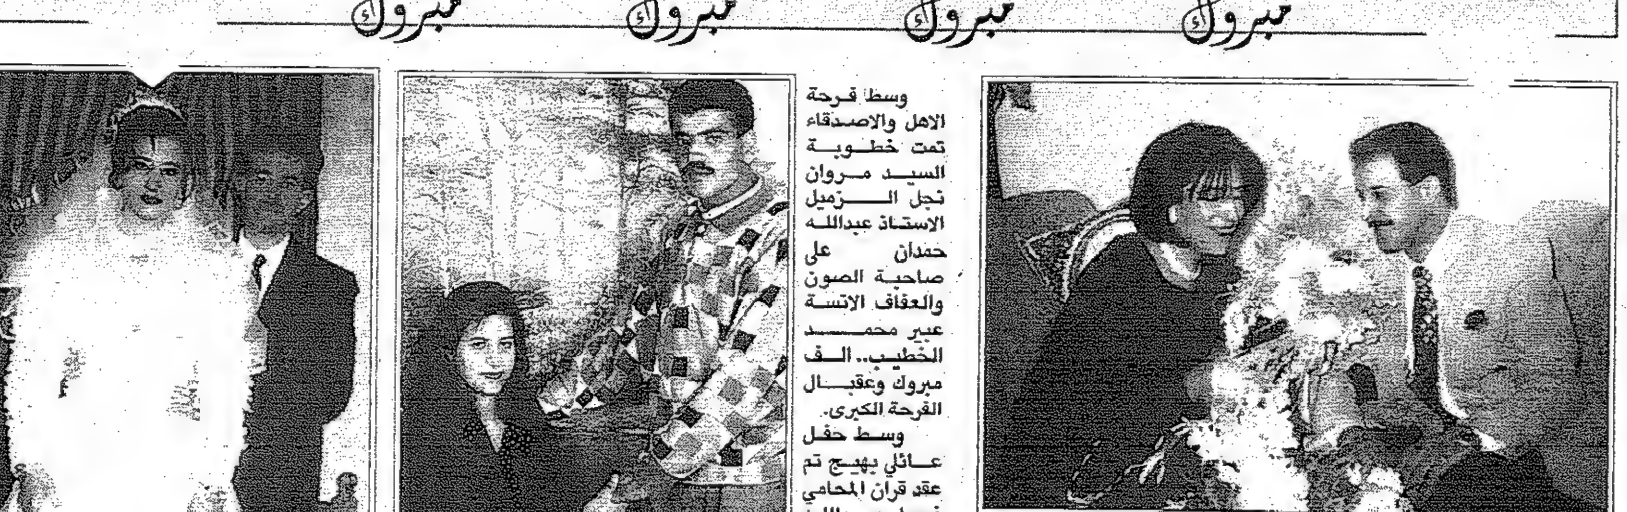 مبروك
مبروك
مبروك
مبروك
وسط فرحة
الاهل والاصدقاء
تمت خطوبة
السيد مروان
نجل الزميل
الاستاذ عبدالله
حمدان على
صاحبة الصون
والعفاف الانسة
عبير محمد
الخطيب.. الف
مبروك وعقبال
الفرحة الكبرى.
وسط حفل
عائلي بهيج تم
عقد قران المحامي